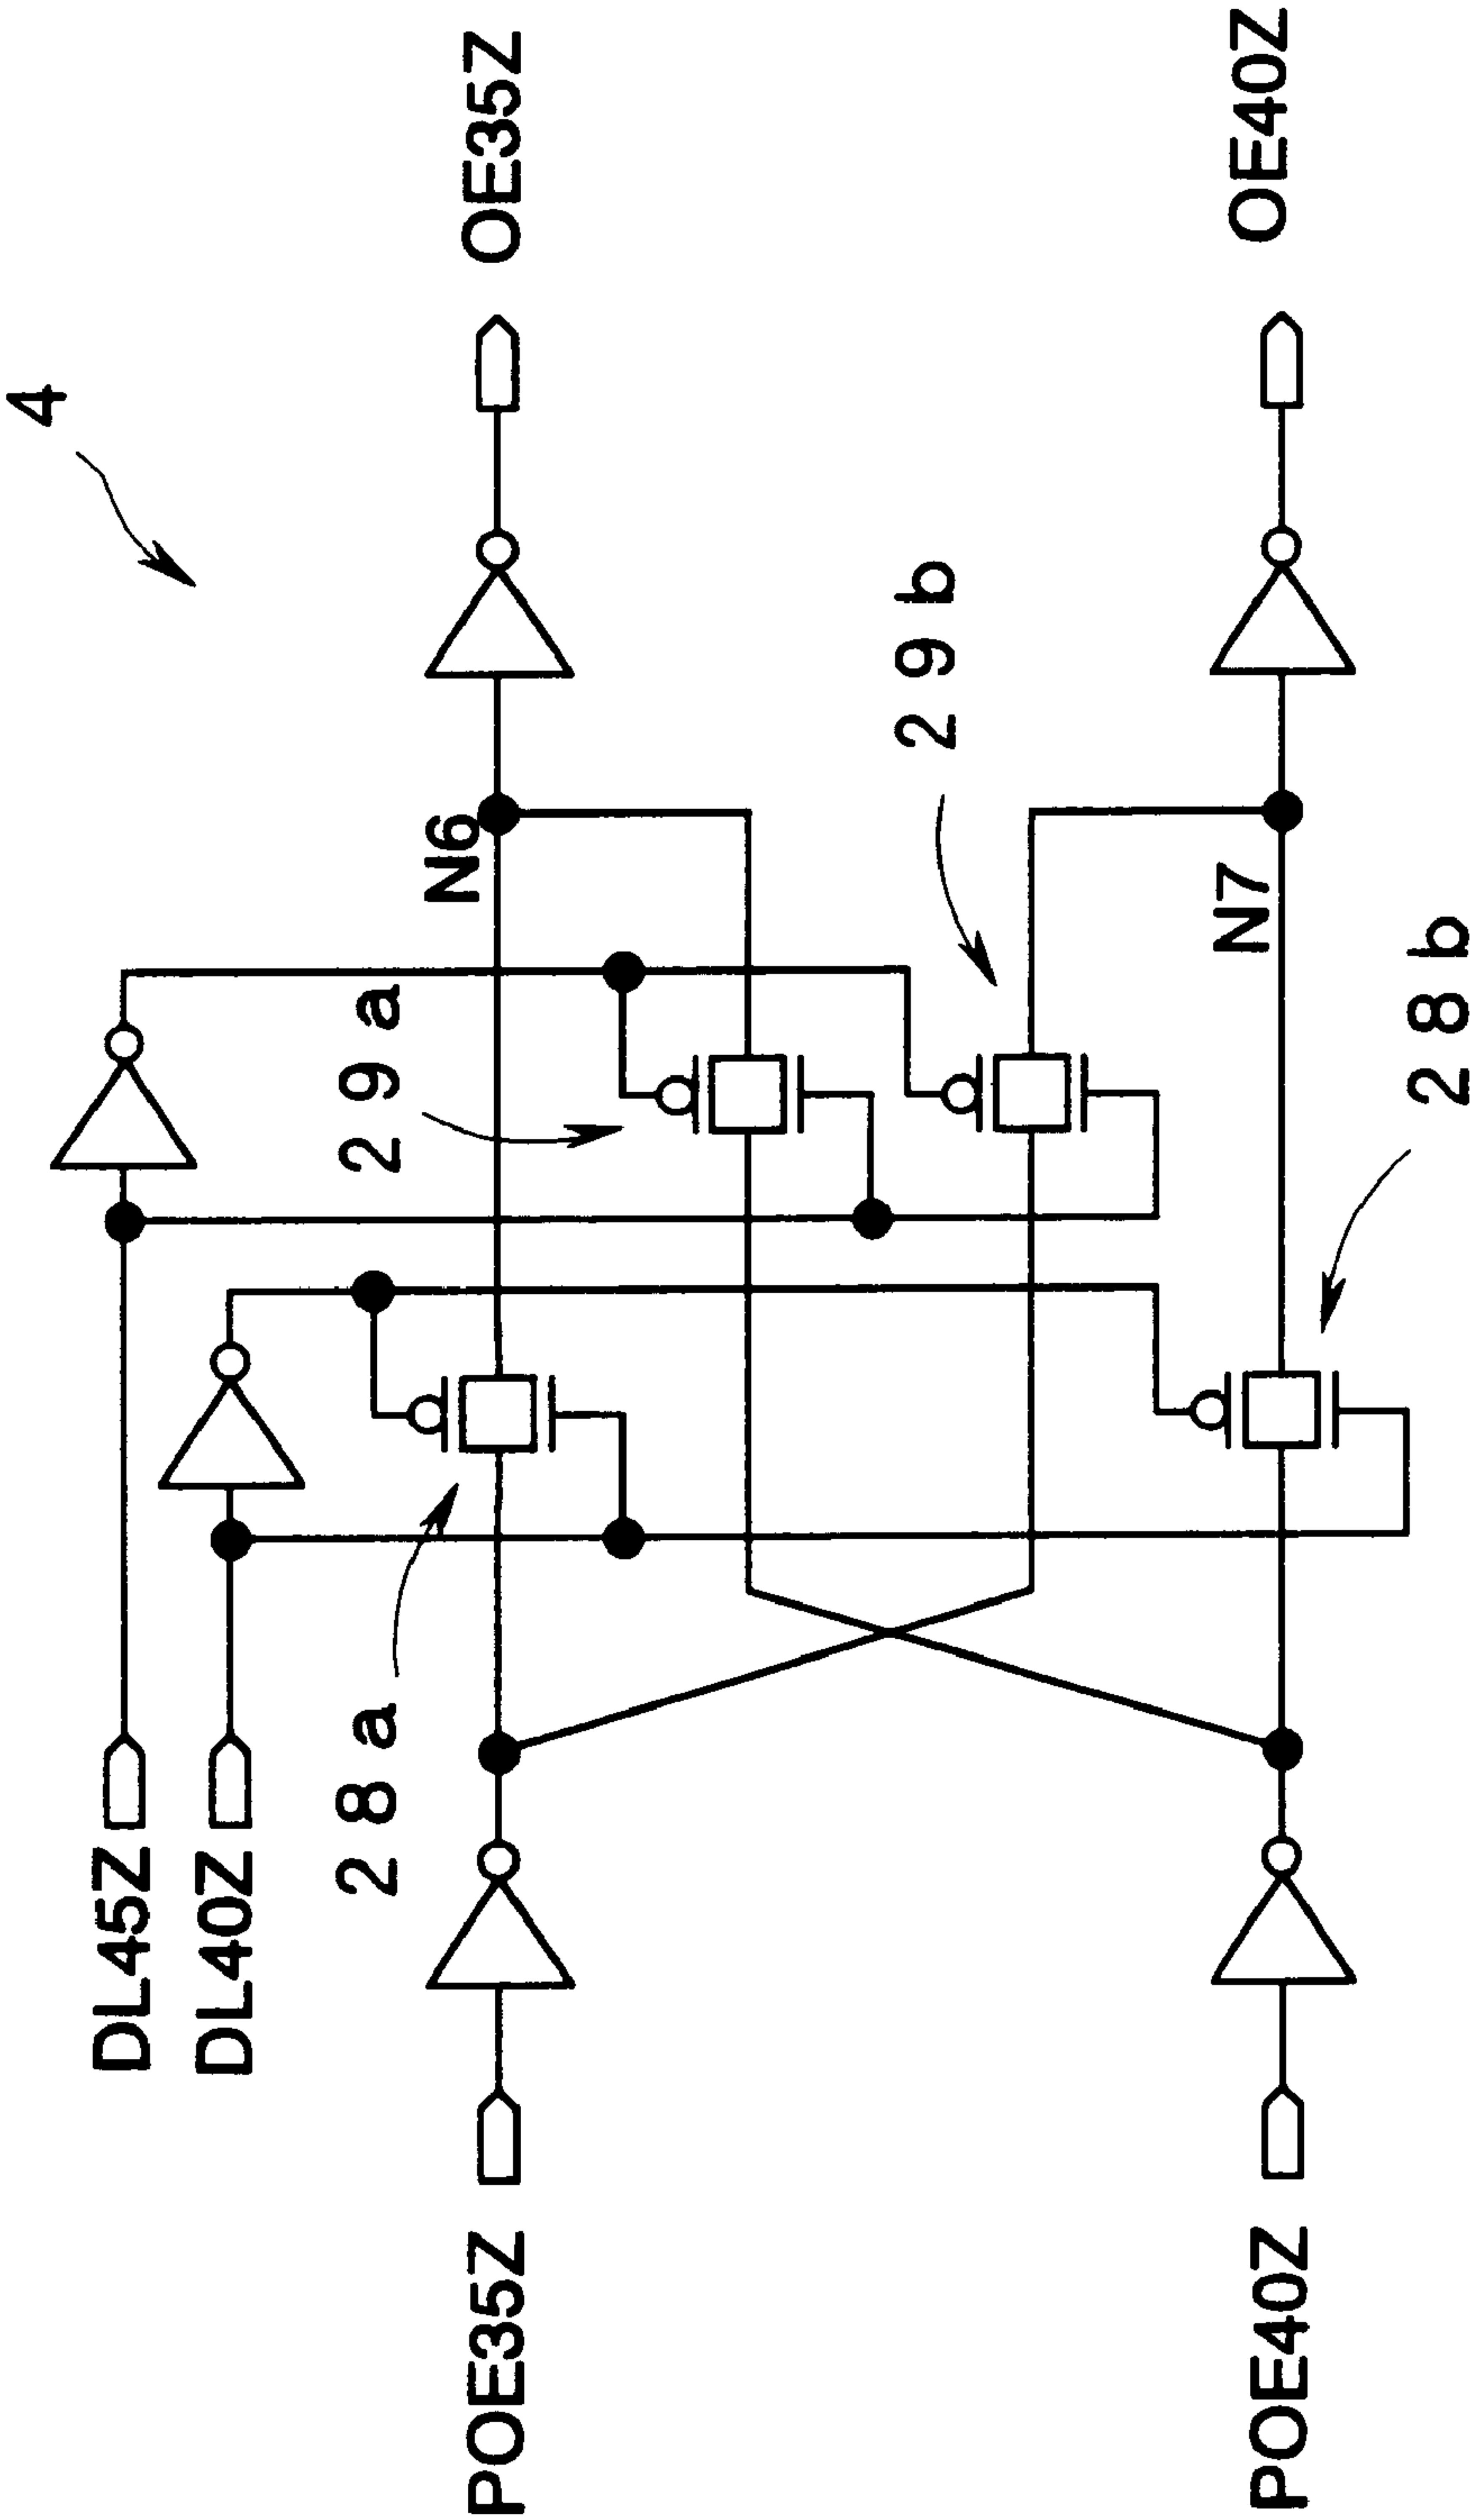 4
DL45Z
DL40Z
28a
29a
N6
POE35Z
OE35Z
29b
N7
POE40Z
OE40Z
28b